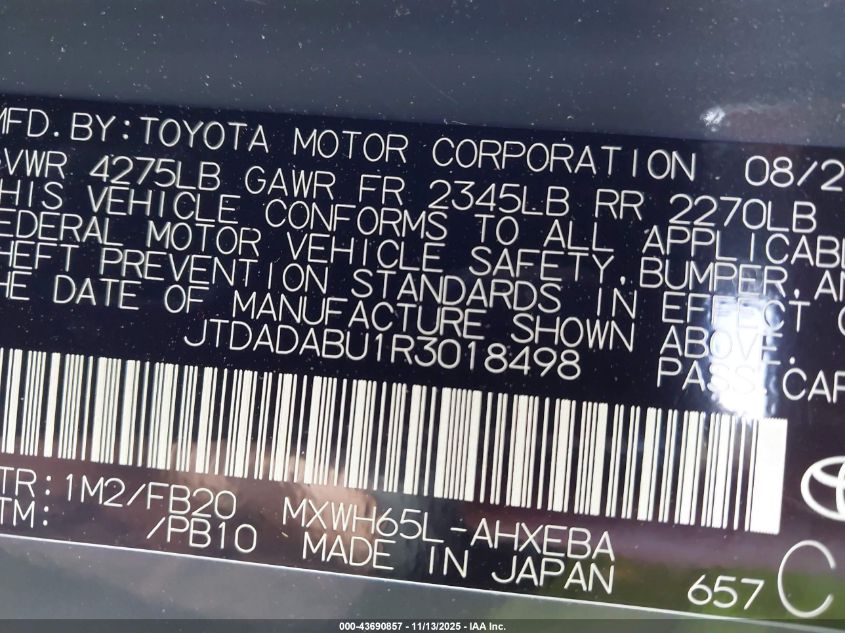 MFD. BY: TOYOTA MOTOR CORPORATION 08/2
VWR 4275LB GAWR FR 2345LB RR 2270LB
HIS VEHICLE CONFORMS TO ALL APPLICABL
EDERAL MOTOR VEHICLE SAFETY, BUMPER, AN
HEFT PREVENTION STANDARDS IN EFFECT O
HE DATE OF MANUFACTURE SHOWN ABOVE.
JTDADABU1R3018498 PASS. CAR
TR: 1M2/FB20 MXWH65L-AHXEBA
TM: /PB10 MADE IN JAPAN 657 C
000-43690857 - 11/13/2025 - IAA Inc.